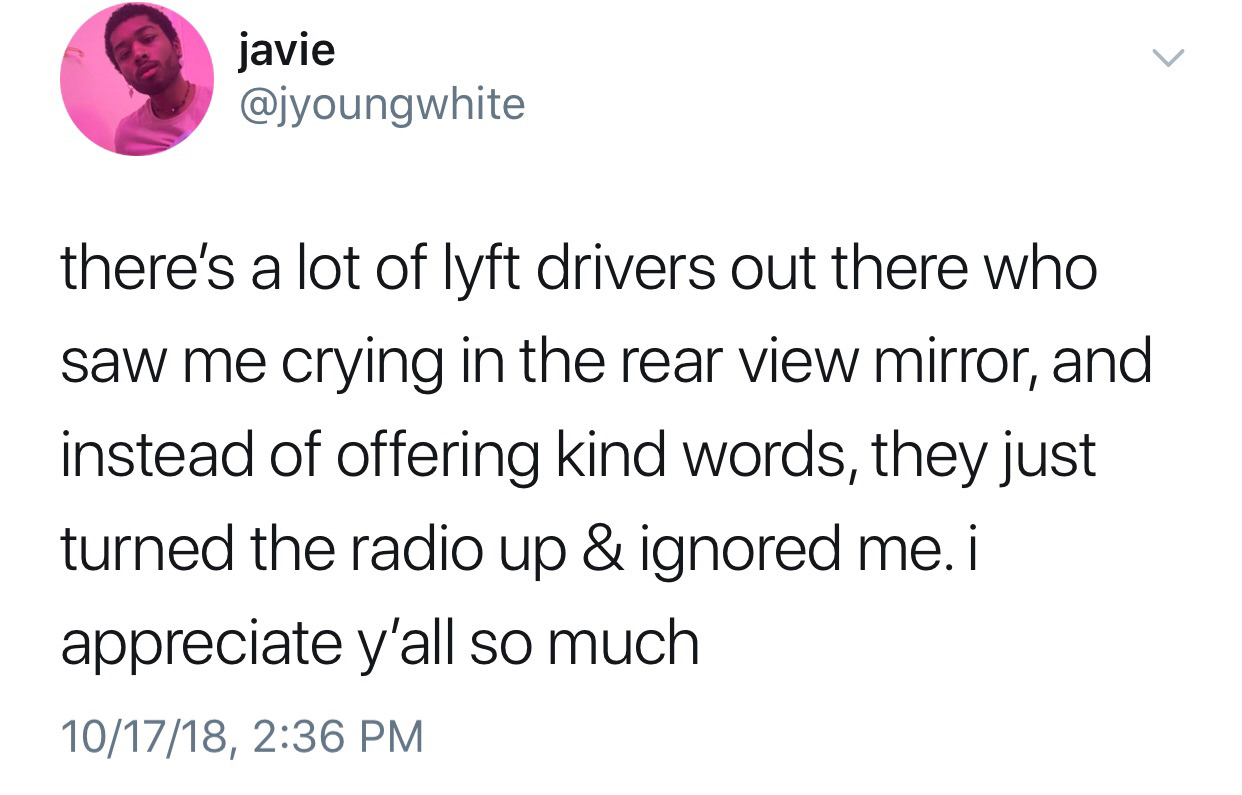 javie
@jyoungwhite
there’s a lot of lyft drivers out there who
saw me crying in the rear view mirror, and
instead of offering kind words, they just
turned the radio up & ignored me. i
appreciate y’all so much
10/17/18, 2:36 PM